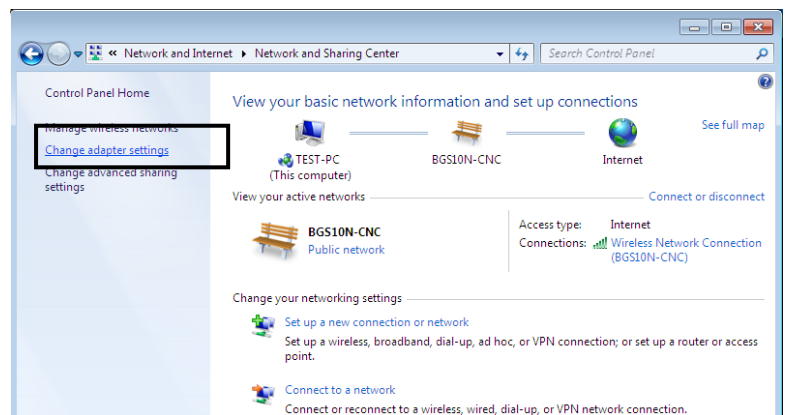 « Network and Internet ▸ Network and Sharing Center
Search Control Panel
Control Panel Home
Manage wireless networks
Change adapter settings
Change advanced sharing
settings
View your basic network information and set up connections
See full map
TEST-PC
(This computer)
BGS10N-CNC
Internet
View your active networks
Connect or disconnect
BGS10N-CNC
Public network
Access type: Internet
Connections: Wireless Network Connection
(BGS10N-CNC)
Change your networking settings
Set up a new connection or network
Set up a wireless, broadband, dial-up, ad hoc, or VPN connection; or set up a router or access
point.
Connect to a network
Connect or reconnect to a wireless, wired, dial-up, or VPN network connection.